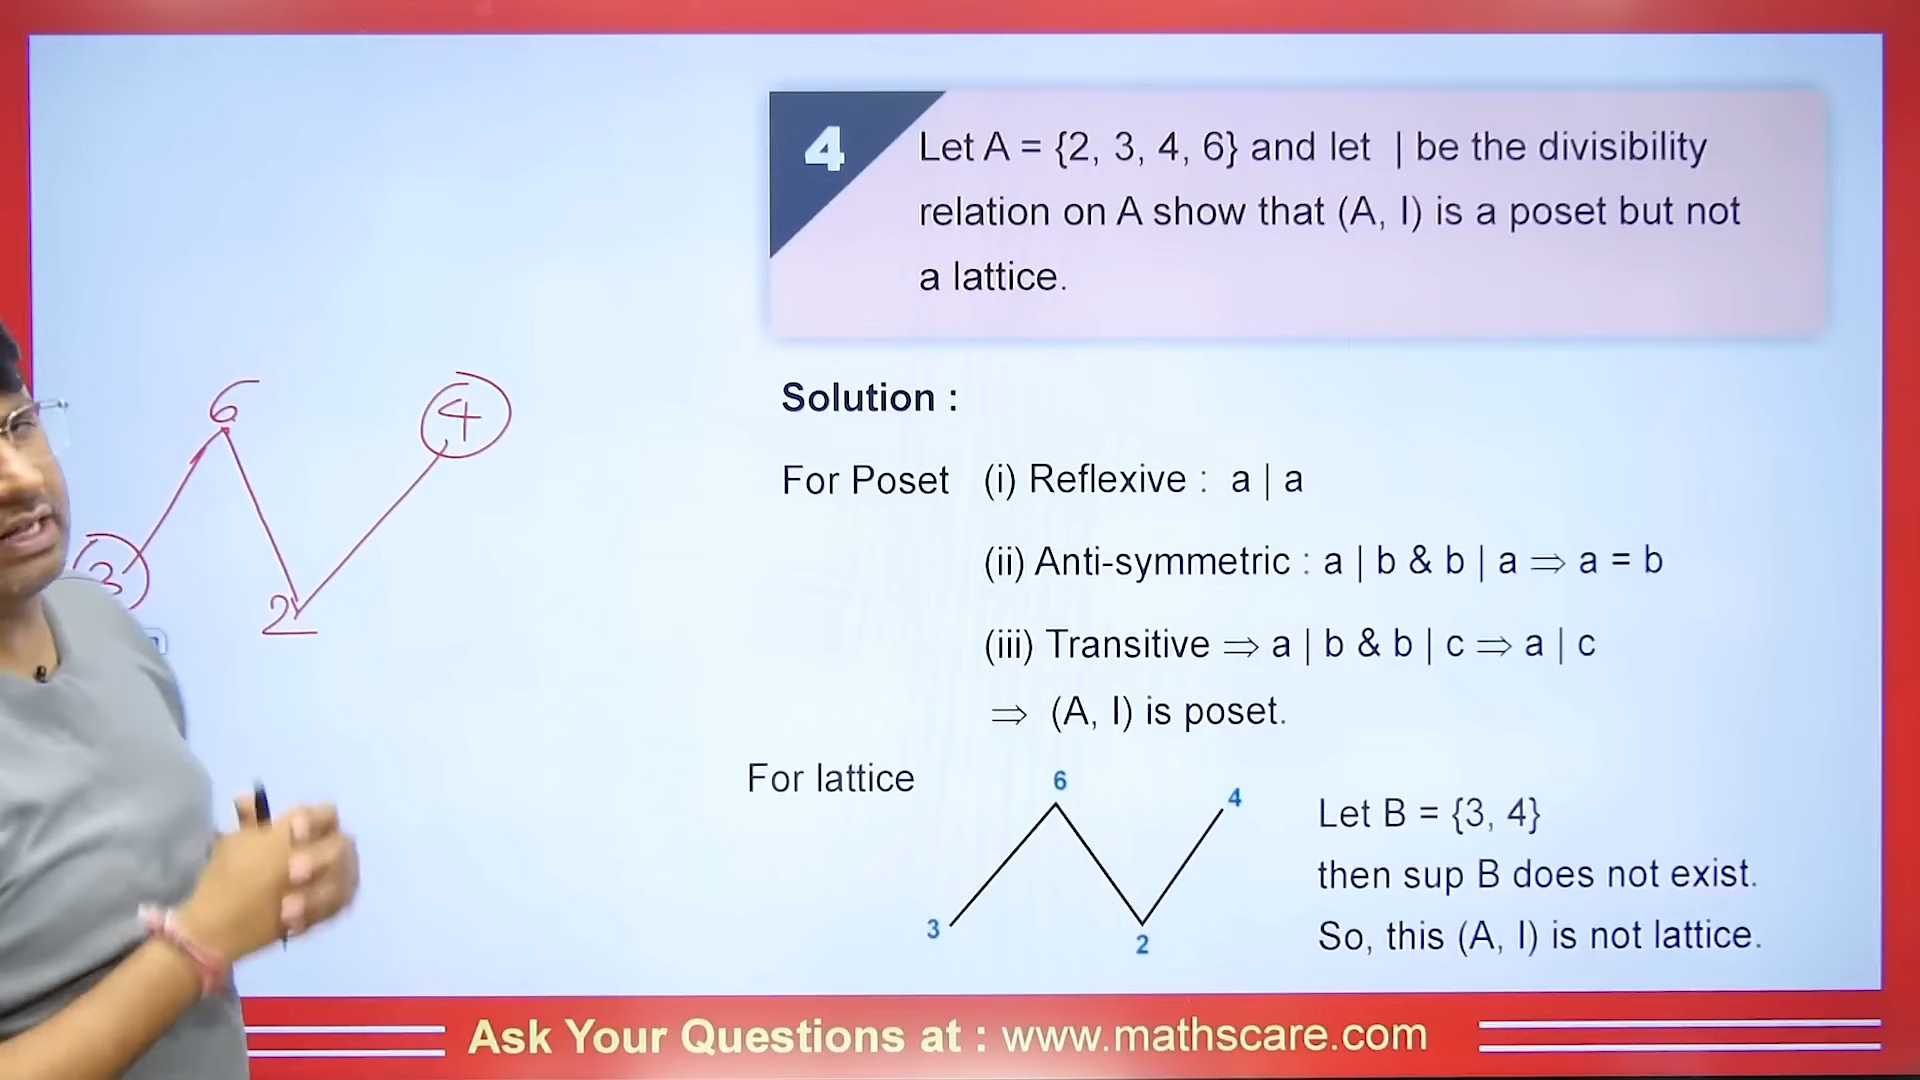 4
Let A = {2, 3, 4, 6} and let | be the divisibility
relation on A show that (A, I) is a poset but not
a lattice.
Solution :
For Poset (i) Reflexive : a | a
(ii) Anti-symmetric : a | b & b | a ⇒ a = b
(iii) Transitive ⇒ a | b & b | c ⇒ a | c
⇒ (A, I) is poset.
For lattice
6
4
3
2
Let B = {3, 4}
then sup B does not exist.
So, this (A, I) is not lattice.
6
4
3
2
Ask Your Questions at : www.mathscare.com